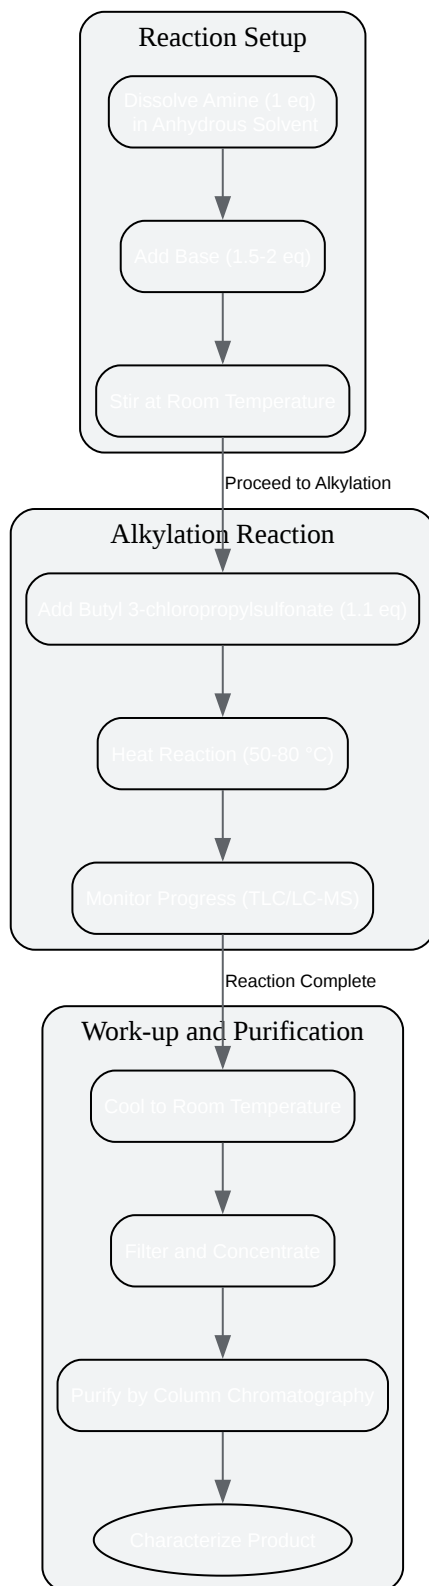 Reaction Setup
Dissolve Amine (1 eq)
in Anhydrous Solvent
Add Base (1.5-2 eq)
Stir at Room Temperature
Proceed to Alkylation
Alkylation Reaction
Add Butyl 3-chloropropylsulfonate (1.1 eq)
Heat Reaction (50-80 °C)
Monitor Progress (TLC/LC-MS)
Reaction Complete
Work-up and Purification
Cool to Room Temperature
Filter and Concentrate
Purify by Column Chromatography
Characterize Product